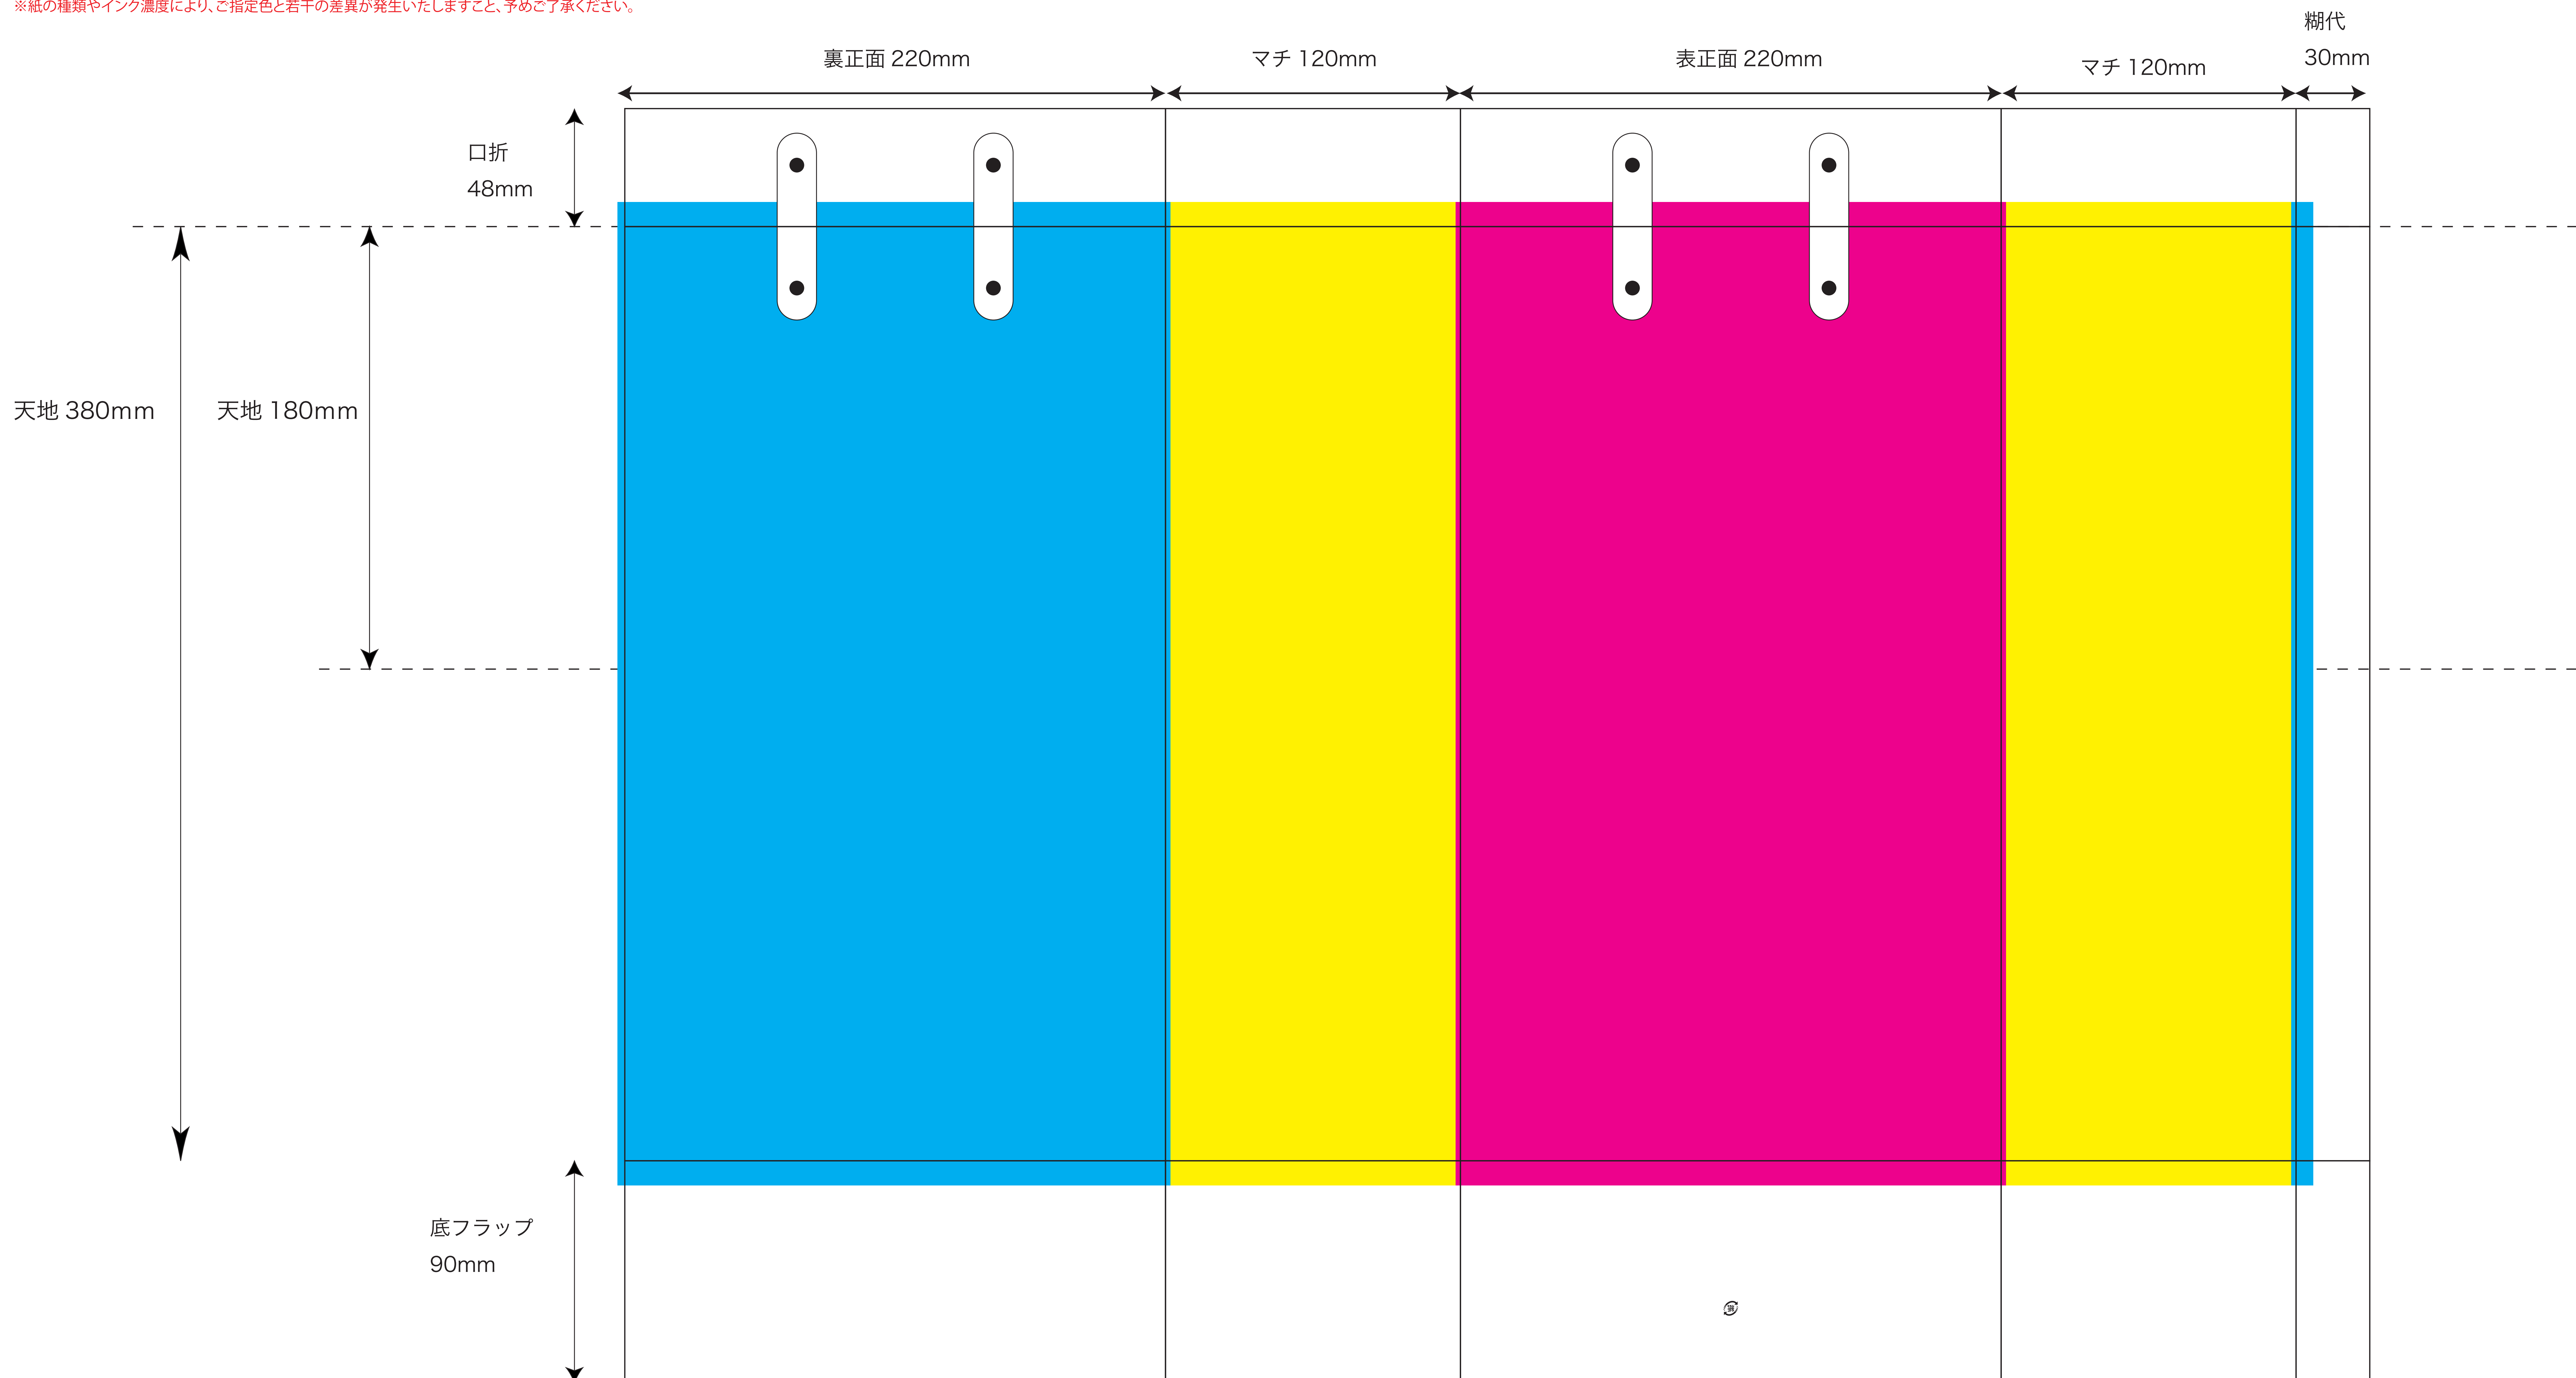 ※紙の種類やインク濃度により、ご指定色と若干の差異が発生いたしますこと、予めご了承ください。
糊代
30mm
裏正面 220mm
マチ 120mm
表正面 220mm
マチ 120mm
口折
48mm
天地 380mm
天地 180mm
底フラップ
90mm